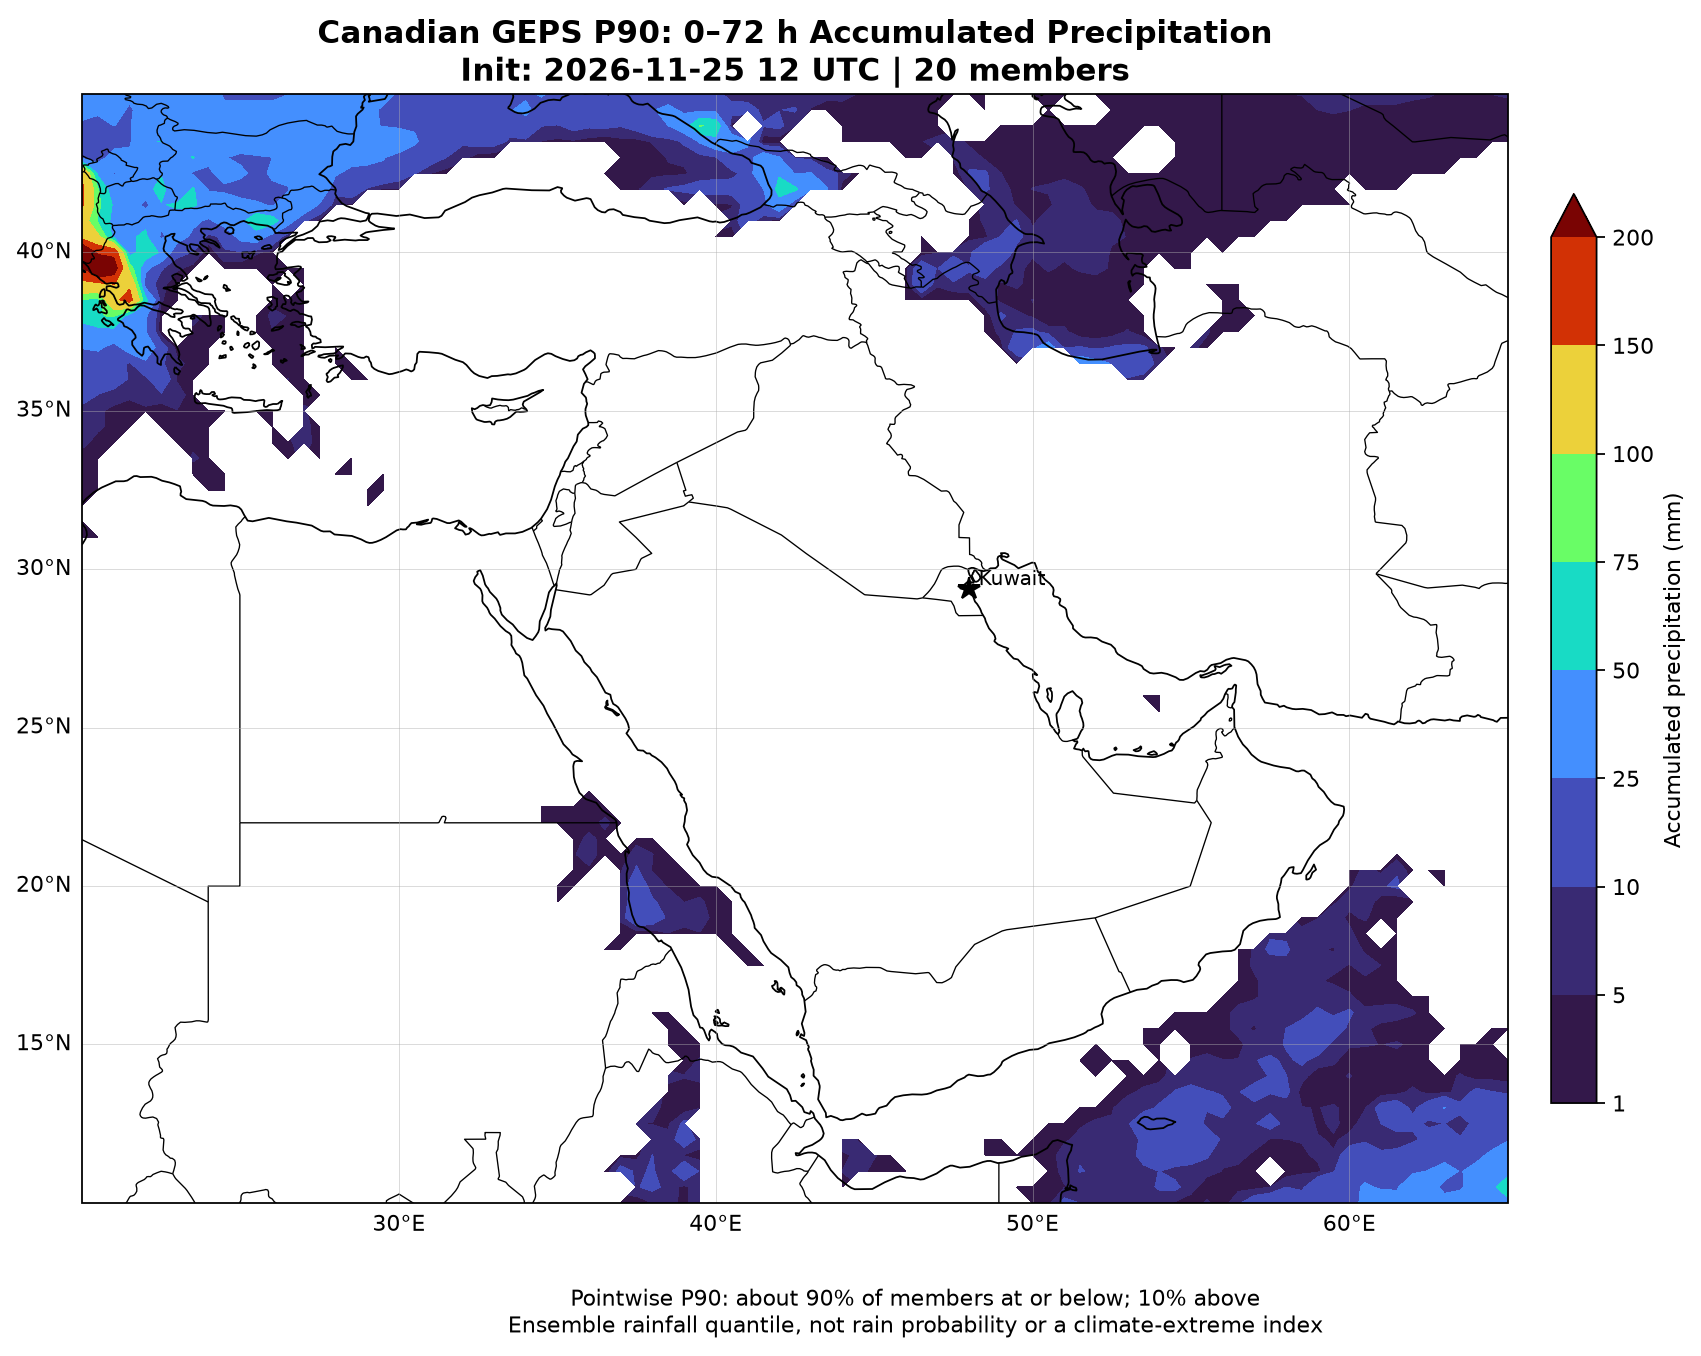 Canadian GEPS P90: 0–72 h Accumulated Precipitation
Init: 2026-11-25 12 UTC | 20 members
40°N
35°N
30°N
25°N
20°N
15°N
30°E
40°E
50°E
60°E
Kuwait
200
150
100
75
50
25
10
5
1
Accumulated precipitation (mm)
Pointwise P90: about 90% of members at or below; 10% above
Ensemble rainfall quantile, not rain probability or a climate-extreme index